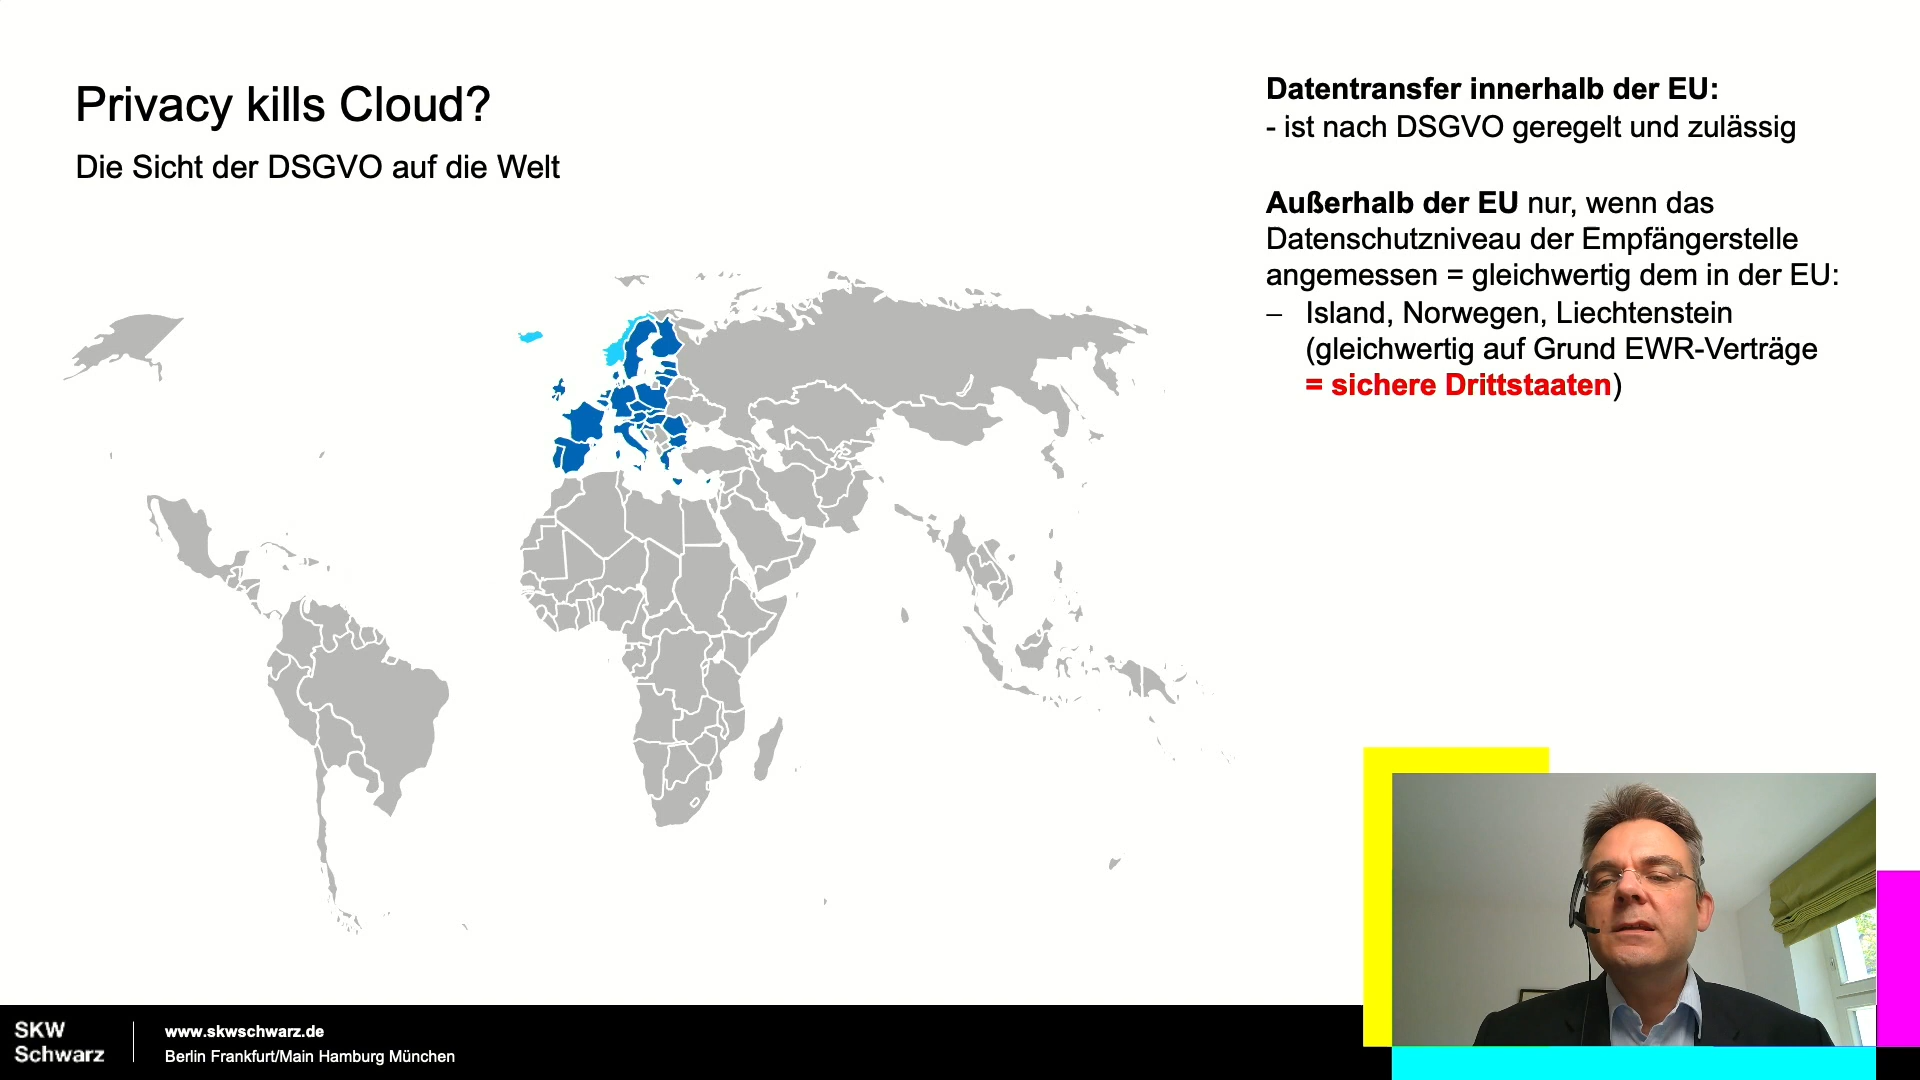 Privacy kills Cloud?
Die Sicht der DSGVO auf die Welt
Datentransfer innerhalb der EU:
- ist nach DSGVO geregelt und zulässig
Außerhalb der EU nur, wenn das
Datenschutzniveau der Empfängerstelle
angemessen = gleichwertig dem in der EU:
– Island, Norwegen, Liechtenstein
(gleichwertig auf Grund EWR-Verträge
= sichere Drittstaaten)
SKW
Schwarz
www.skwschwarz.de
Berlin Frankfurt/Main Hamburg München